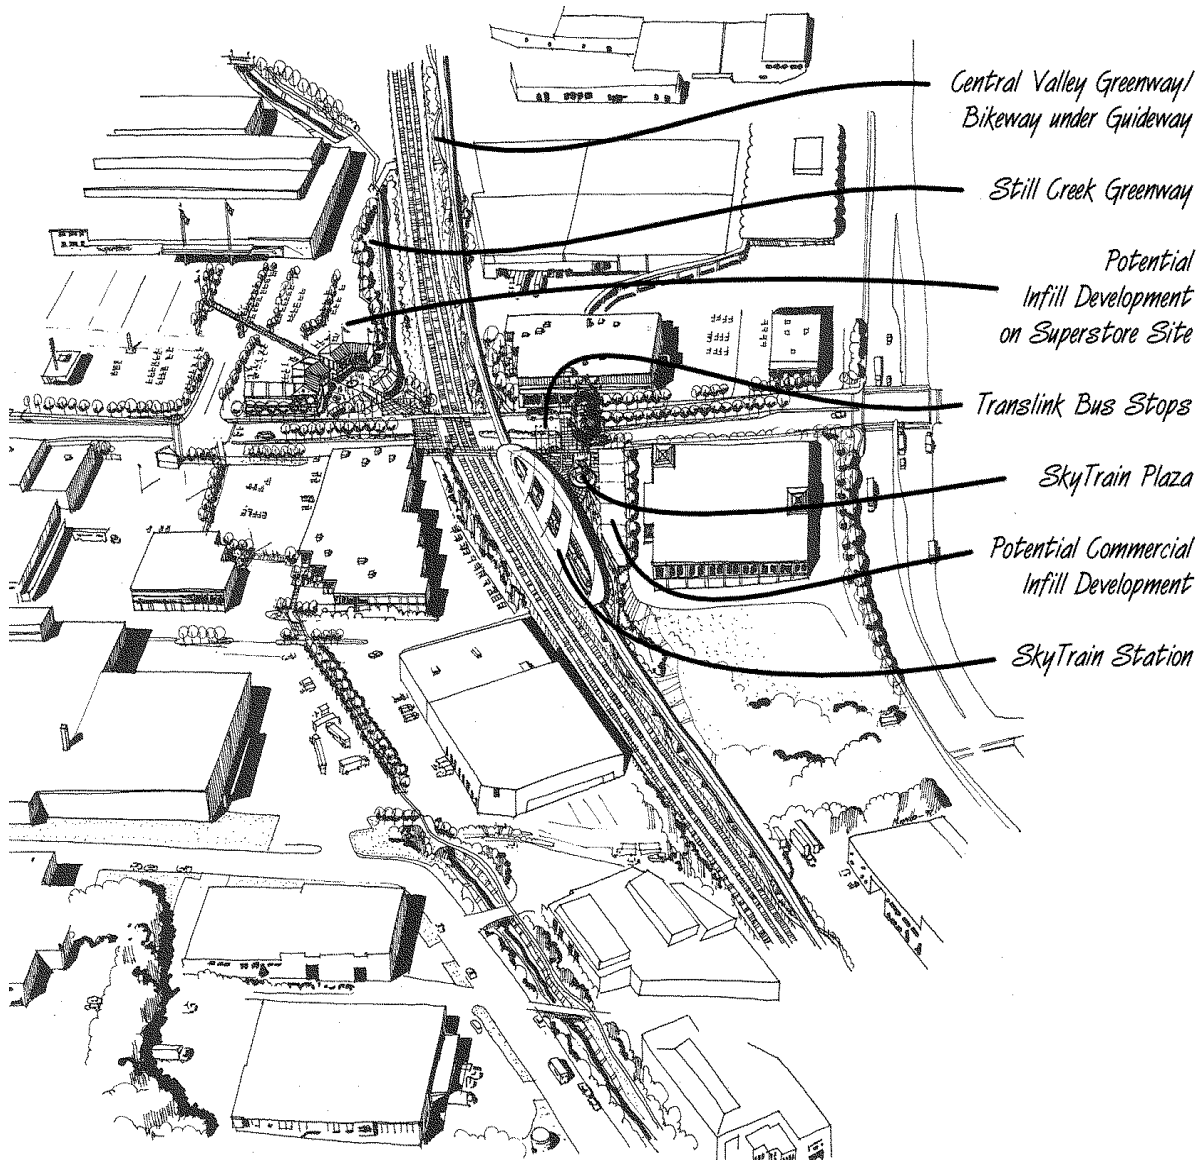 Central Valley Greenway/
Bikeway under Guideway
Still Creek Greenway
Potential
Infill Development
on Superstore Site
Translink Bus Stops
SkyTrain Plaza
Potential Commercial
Infill Development
SkyTrain Station